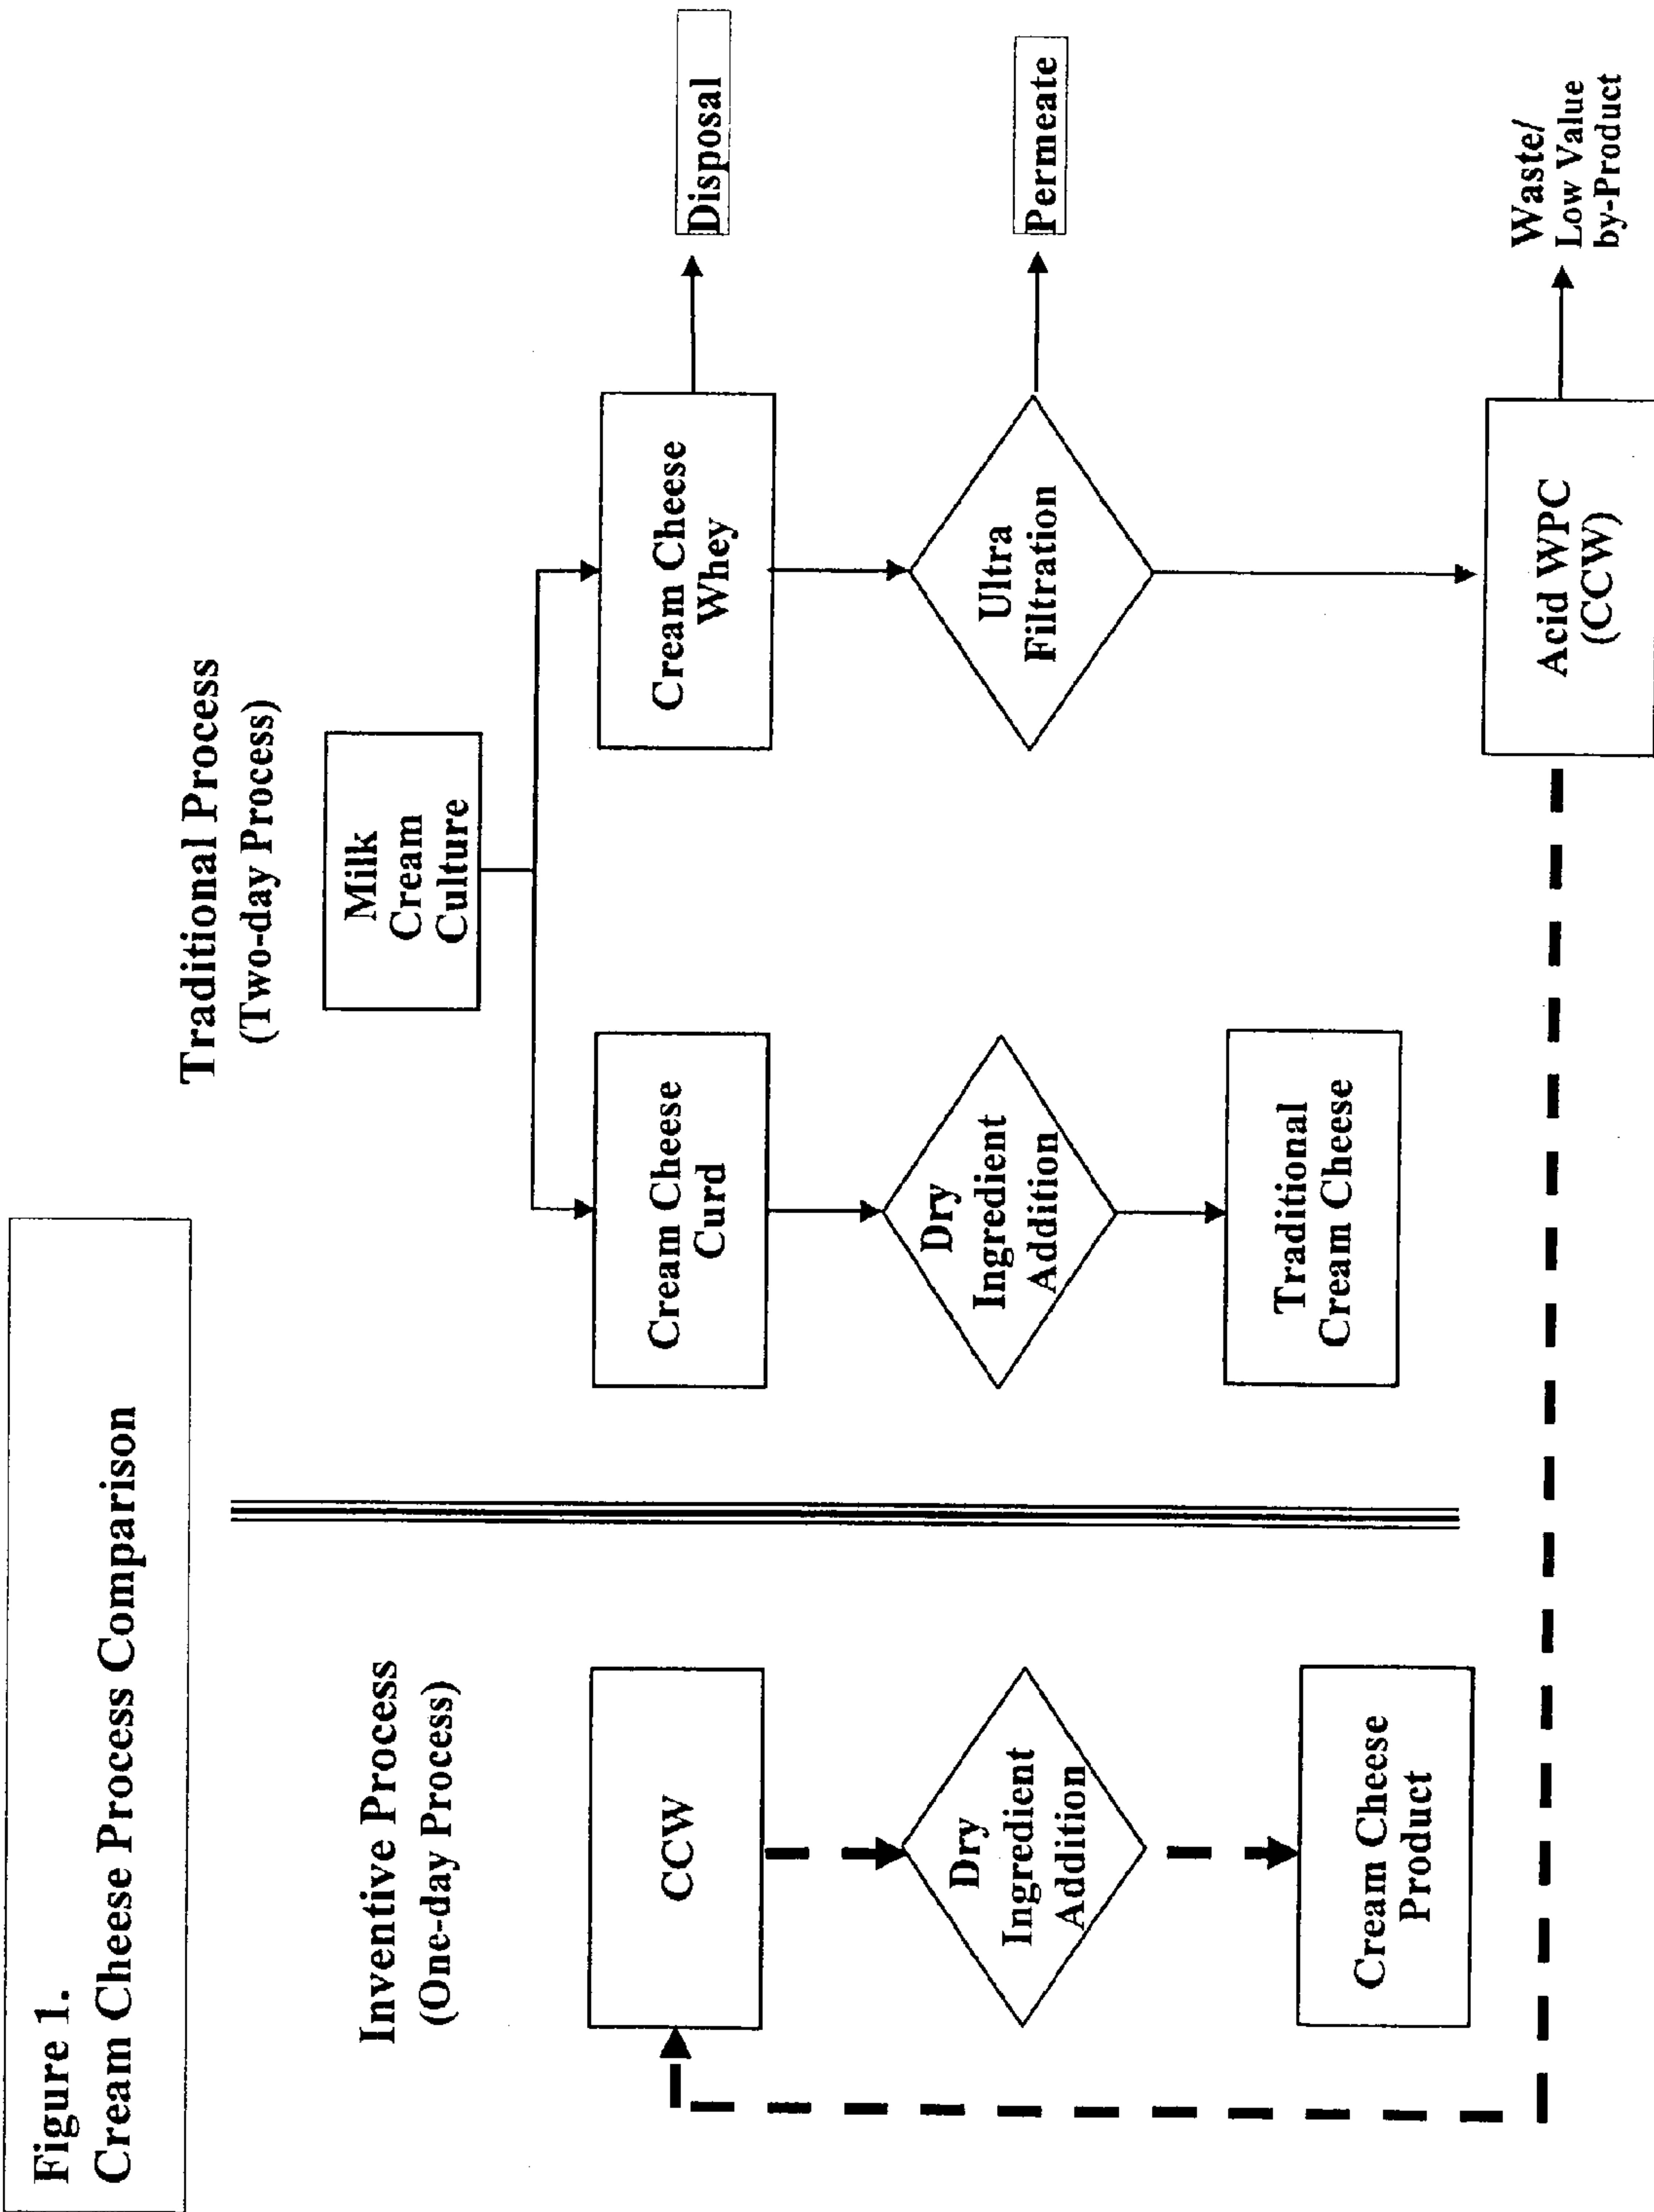 Figure 1.
Cream Cheese Process Comparison
Inventive Process
(One-day Process)
CCW
Dry
Ingredient
Addition
Cream Cheese
Product
Traditional Process
(Two-day Process)
Milk
Cream
Culture
Cream Cheese
Curd
Dry
Ingredient
Addition
Traditional
Cream Cheese
Cream Cheese
Whey
Disposal
Ultra
Filtration
Permeate
Acid WPC
(CCW)
Waste/
Low Value
by-Product